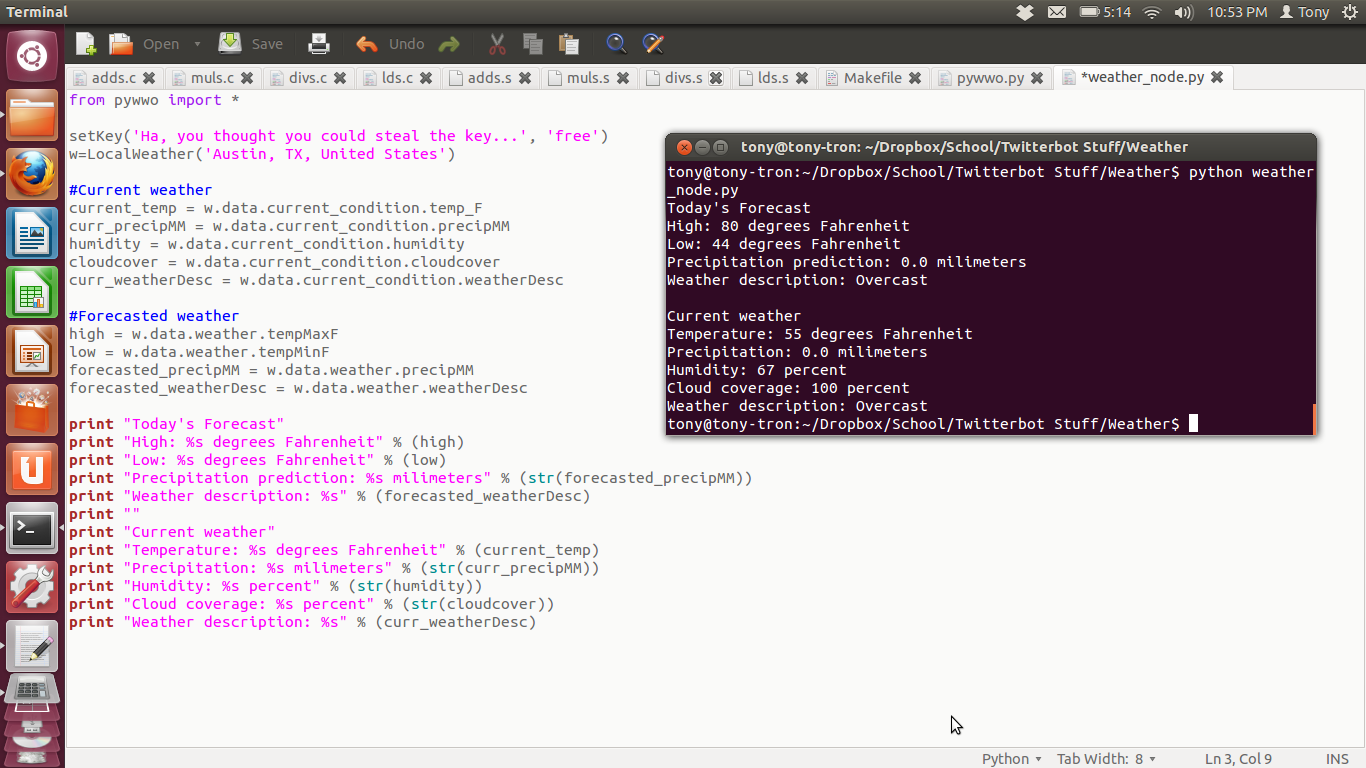 Terminal
5:14
10:53 PM
Tony
Open
Save
Undo
adds.c
muls.c
divs.c
lds.c
adds.s
muls.s
divs.s
lds.s
Makefile
pywwo.py
*weather_node.py
from pywwo import *
setKey('Ha, you thought you could steal the key...', 'free')
w=LocalWeather('Austin, TX, United States')
#Current weather
current_temp = w.data.current_condition.temp_F
curr_precipMM = w.data.current_condition.precipMM
humidity = w.data.current_condition.humidity
cloudcover = w.data.current_condition.cloudcover
curr_weatherDesc = w.data.current_condition.weatherDesc
#Forecasted weather
high = w.data.weather.tempMaxF
low = w.data.weather.tempMinF
forecasted_precipMM = w.data.weather.precipMM
forecasted_weatherDesc = w.data.weather.weatherDesc
print "Today's Forecast"
print "High: %s degrees Fahrenheit" % (high)
print "Low: %s degrees Fahrenheit" % (low)
print "Precipitation prediction: %s milimeters" % (str(forecasted_precipMM))
print "Weather description: %s" % (forecasted_weatherDesc)
print ""
print "Current weather"
print "Temperature: %s degrees Fahrenheit" % (current_temp)
print "Precipitation: %s milimeters" % (str(curr_precipMM))
print "Humidity: %s percent" % (str(humidity))
print "Cloud coverage: %s percent" % (str(cloudcover))
print "Weather description: %s" % (curr_weatherDesc)
tony@tony-tron: ~/Dropbox/School/Twitterbot Stuff/Weather
tony@tony-tron:~/Dropbox/School/Twitterbot Stuff/Weather$ python weather
_node.py
Today's Forecast
High: 80 degrees Fahrenheit
Low: 44 degrees Fahrenheit
Precipitation prediction: 0.0 milimeters
Weather description: Overcast
Current weather
Temperature: 55 degrees Fahrenheit
Precipitation: 0.0 milimeters
Humidity: 67 percent
Cloud coverage: 100 percent
Weather description: Overcast
tony@tony-tron:~/Dropbox/School/Twitterbot Stuff/Weather$
Python
Tab Width: 8
Ln 3, Col 9
INS